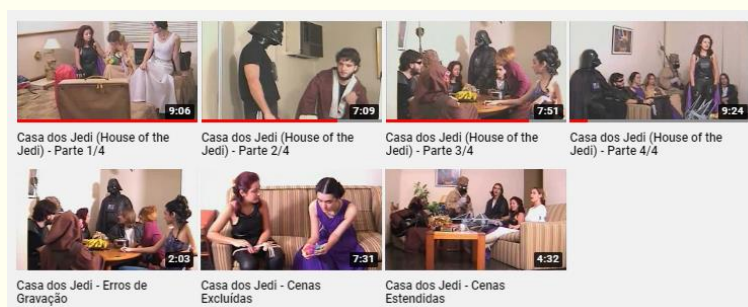 9:06
7:09
7:51
9:24
Casa dos Jedi (House of the
Jedi) - Parte 1/4
Casa dos Jedi (House of the
Jedi) - Parte 2/4
Casa dos Jedi (House of the
Jedi) - Parte 3/4
Casa dos Jedi (House of the
Jedi) - Parte 4/4
2:03
7:31
4:32
Casa dos Jedi - Erros de
Gravação
Casa dos Jedi - Cenas
Excluídas
Casa dos Jedi - Cenas
Estendidas